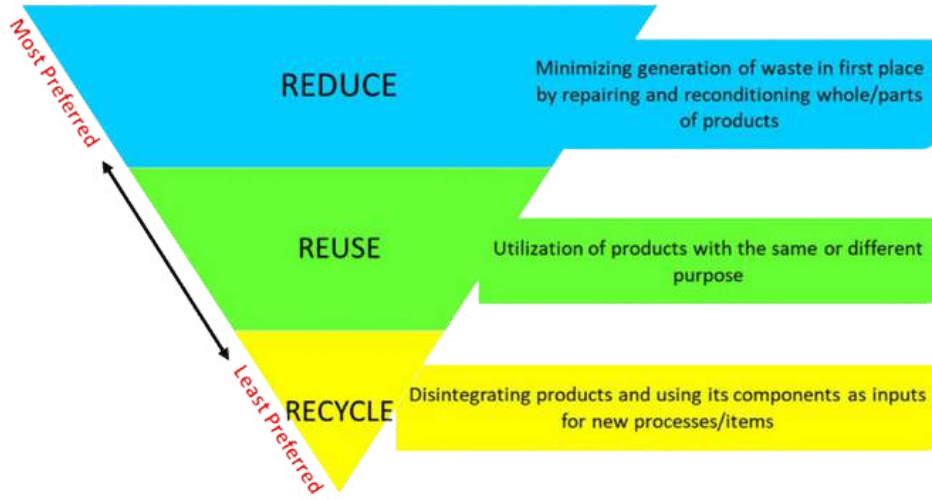 Most Preferred
REDUCE
Minimizing generation of waste in first place
by repairing and reconditioning whole/parts
of products
REUSE
Utilization of products with the same or different
purpose
Least Preferred
RECYCLE
Disintegrating products and using its components as inputs
for new processes/items